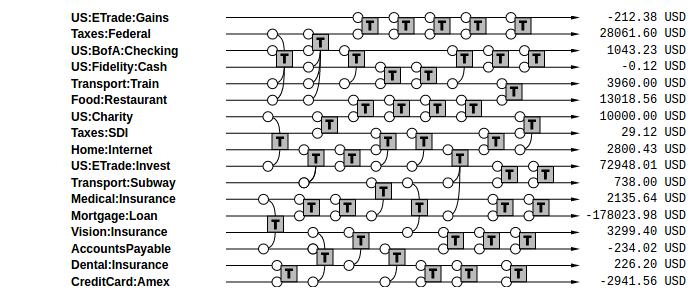 US:ETrade:Gains -212.38 USD
Taxes:Federal 28061.60 USD
US:BofA:Checking 1043.23 USD
US:Fidelity:Cash -0.12 USD
Transport:Train 3960.00 USD
Food:Restaurant 13018.56 USD
US:Charity 10000.00 USD
Taxes:SDI 29.12 USD
Home:Internet 2800.43 USD
US:ETrade:Invest 72948.01 USD
Transport:Subway 738.00 USD
Medical:Insurance 2135.64 USD
Mortgage:Loan -178023.98 USD
Vision:Insurance 3299.40 USD
AccountsPayable -234.02 USD
Dental:Insurance 226.20 USD
CreditCard:Amex -2941.56 USD
T T T T T
T
T T T T T
T T
T
T T T T
T T
T T T T
T T T T
T T
T T T T T
T T
T
T T T T
T T
T T T T